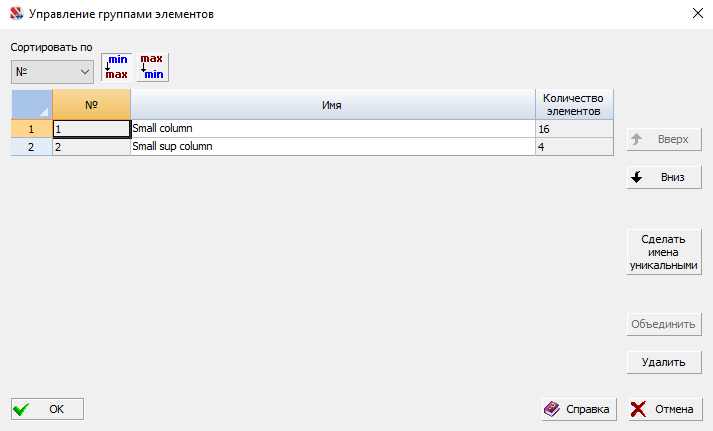 Управление группами элементов
Сортировать по
№
min
max
max
min
№ Имя Количество
элементов
1 1 Small column 16
2 2 Small sup column 4
Вверх
Вниз
Сделать
имена
уникальными
Объединить
Удалить
OK
Справка
Отмена